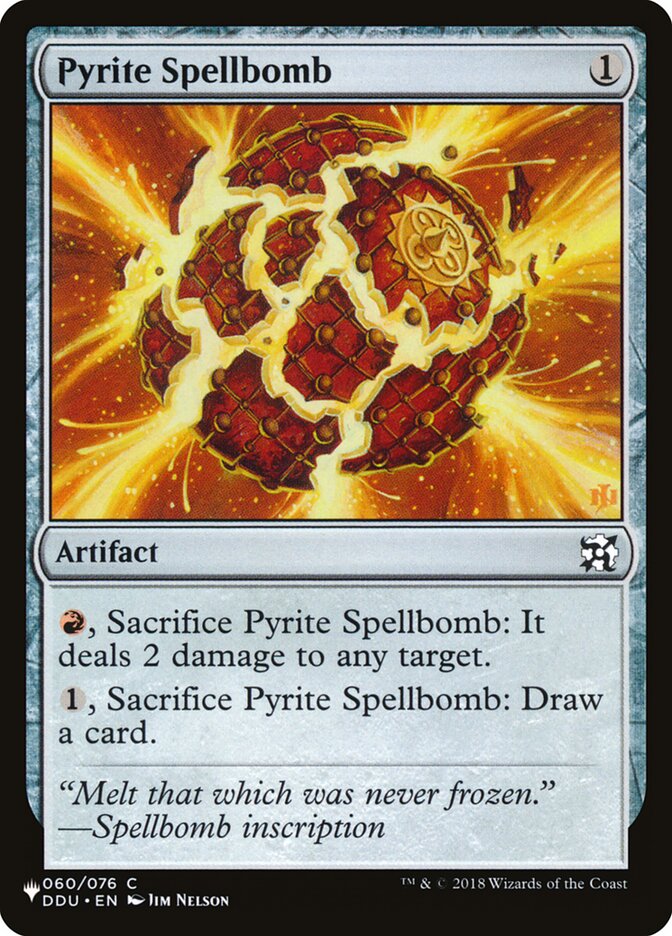 Pyrite Spellbomb 1
Artifact
, Sacrifice Pyrite Spellbomb: It
deals 2 damage to any target.
1, Sacrifice Pyrite Spellbomb: Draw
a card.
“Melt that which was never frozen.”
—Spellbomb inscription
060/076 C
DDU • EN Jim Nelson
™ & © 2018 Wizards of the Coast